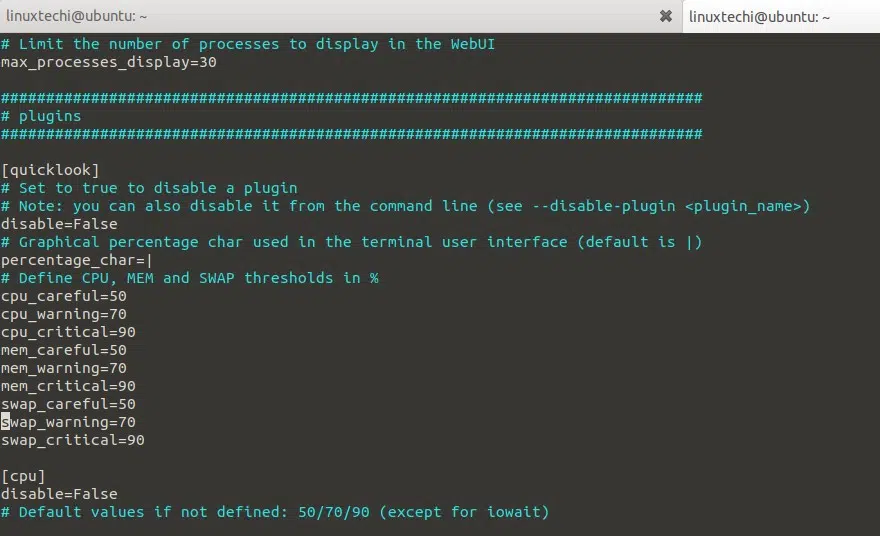 linuxtechi@ubuntu: ~
linuxtechi@ubuntu: ~
# Limit the number of processes to display in the WebUI
max_processes_display=30
##############################################################################
# plugins
##############################################################################
[quicklook]
# Set to true to disable a plugin
# Note: you can also disable it from the command line (see --disable-plugin <plugin_name>)
disable=False
# Graphical percentage char used in the terminal user interface (default is |)
percentage_char=|
# Define CPU, MEM and SWAP thresholds in %
cpu_careful=50
cpu_warning=70
cpu_critical=90
mem_careful=50
mem_warning=70
mem_critical=90
swap_careful=50
swap_warning=70
swap_critical=90
[cpu]
disable=False
# Default values if not defined: 50/70/90 (except for iowait)